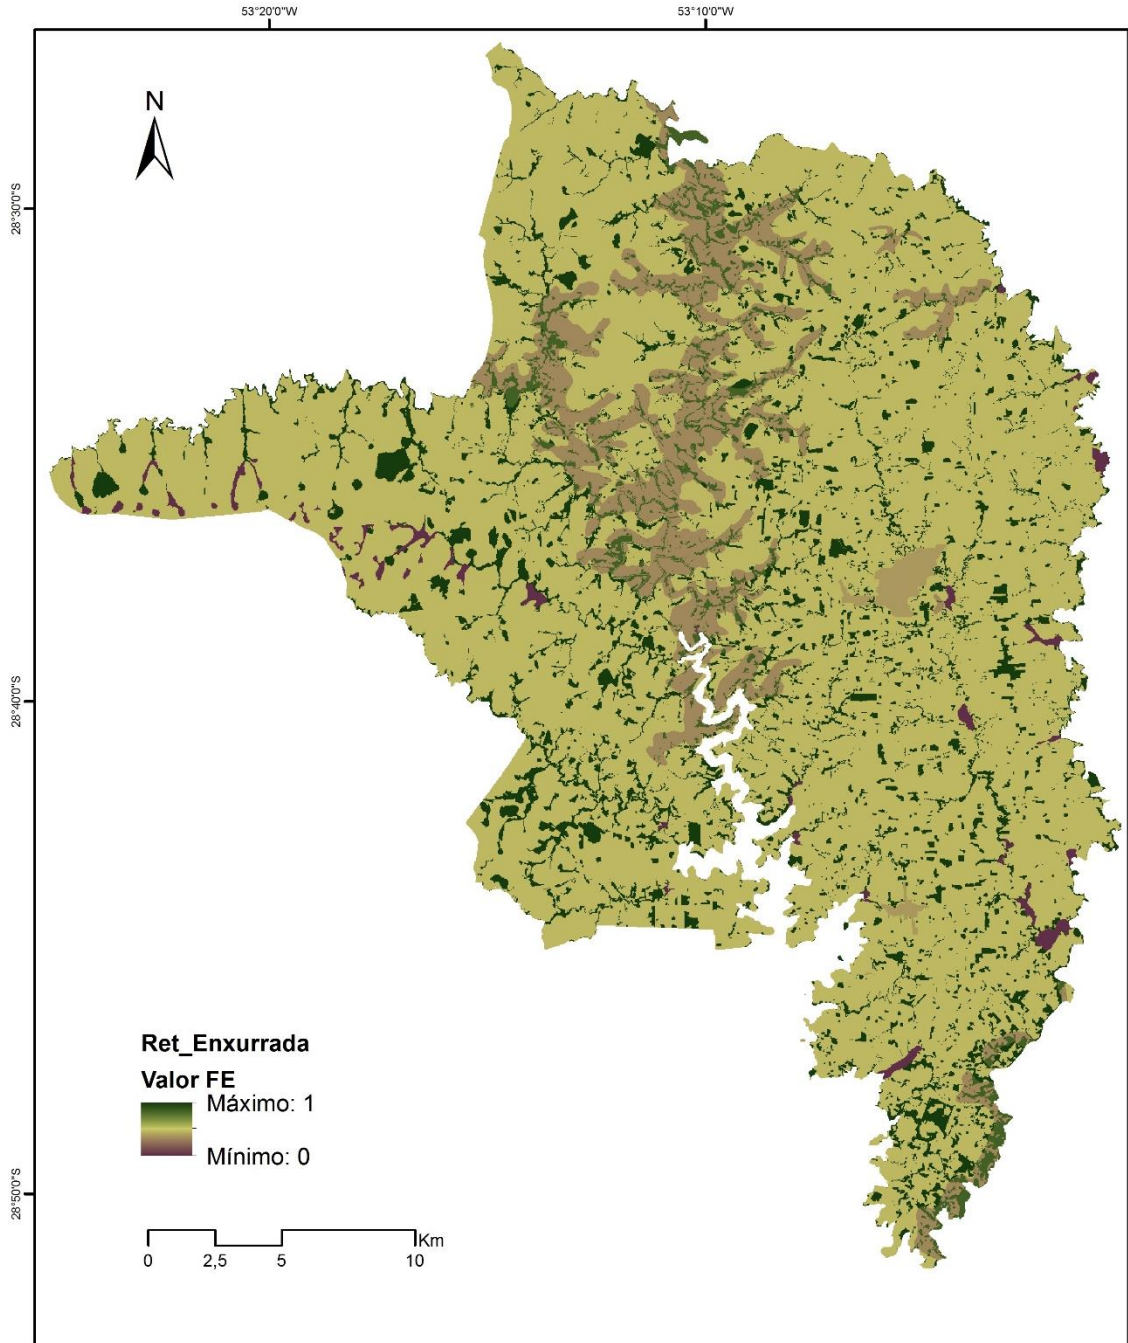 53°20'0"W
53°10'0"W
N
28°30'0"S
28°40'0"S
28°50'0"S
Ret_Enxurrada
Valor FE
Máximo: 1
Mínimo: 0
Km
0 2,5 5 10